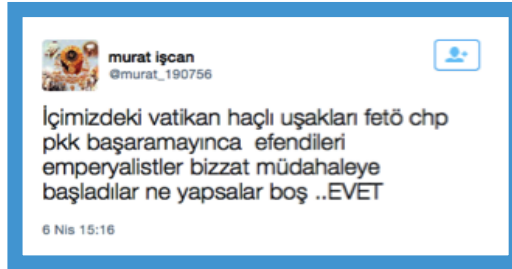 murat işcan
@murat_190756
İçimizdeki vatikan haçlı uşakları fetö chp
pkk başaramayınca efendileri
emperyalistler bizzat müdahaleye
başladılar ne yapsalar boş ..EVET
6 Nis 15:16